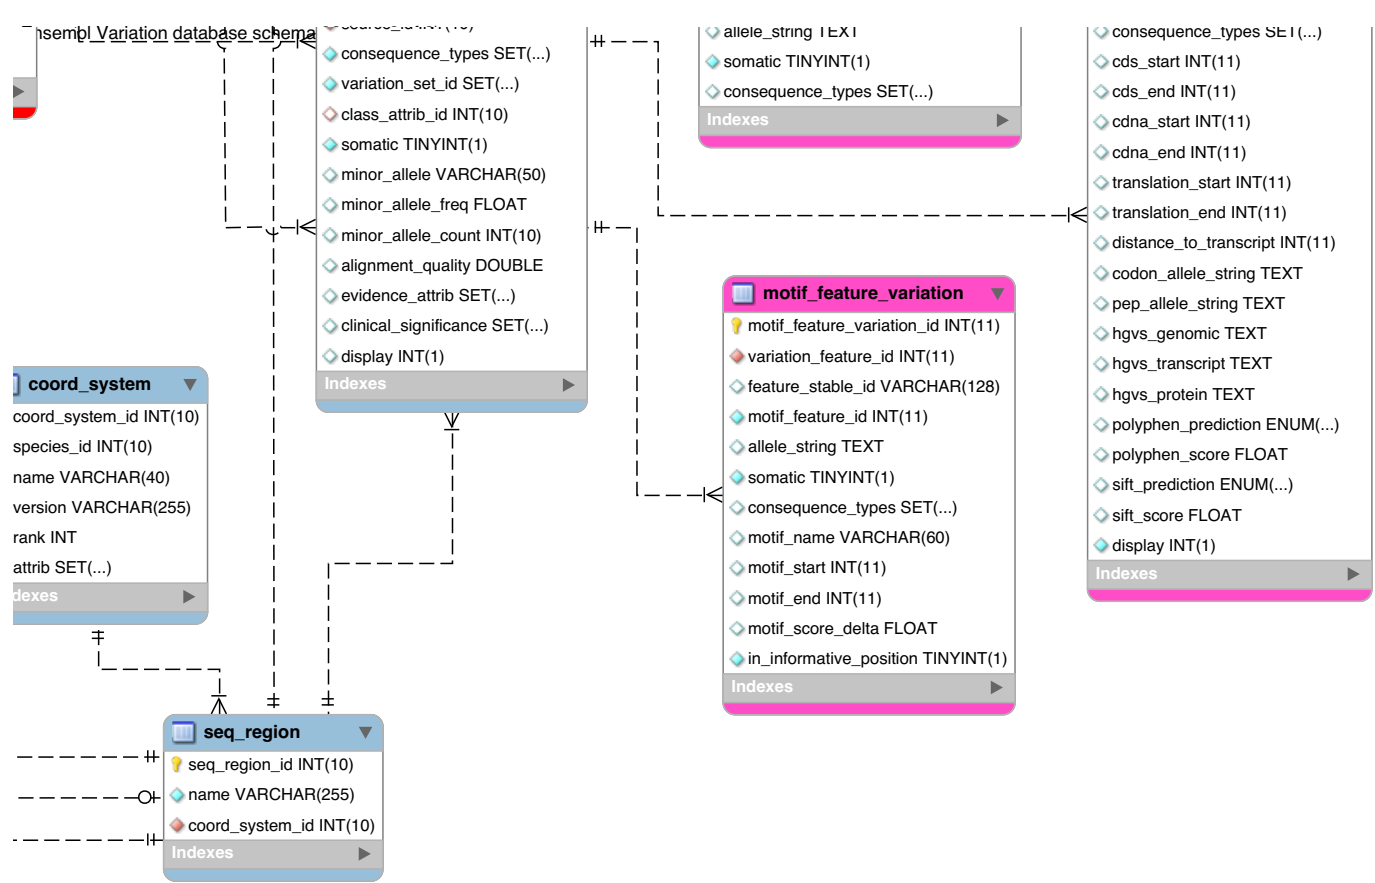 Variation database schema
consequence_types SET(...)
variation_set_id SET(...)
class_attrib_id INT(10)
somatic TINYINT(1)
minor_allele VARCHAR(50)
minor_allele_freq FLOAT
minor_allele_count INT(10)
alignment_quality DOUBLE
evidence_attrib SET(...)
clinical_significance SET(...)
display INT(1)
Indexes
allele_string TEXT
somatic TINYINT(1)
consequence_types SET(...)
Indexes
consequence_types SET(...)
cds_start INT(11)
cds_end INT(11)
cdna_start INT(11)
cdna_end INT(11)
translation_start INT(11)
translation_end INT(11)
distance_to_transcript INT(11)
codon_allele_string TEXT
pep_allele_string TEXT
hgvs_genomic TEXT
hgvs_transcript TEXT
hgvs_protein TEXT
polyphen_prediction ENUM(...)
polyphen_score FLOAT
sift_prediction ENUM(...)
sift_score FLOAT
display INT(1)
Indexes
motif_feature_variation
motif_feature_variation_id INT(11)
variation_feature_id INT(11)
feature_stable_id VARCHAR(128)
motif_feature_id INT(11)
allele_string TEXT
somatic TINYINT(1)
consequence_types SET(...)
motif_name VARCHAR(60)
motif_start INT(11)
motif_end INT(11)
motif_score_delta FLOAT
in_informative_position TINYINT(1)
Indexes
coord_system
coord_system_id INT(10)
species_id INT(10)
name VARCHAR(40)
version VARCHAR(255)
rank INT
attrib SET(...)
dexes
seq_region
seq_region_id INT(10)
name VARCHAR(255)
coord_system_id INT(10)
Indexes